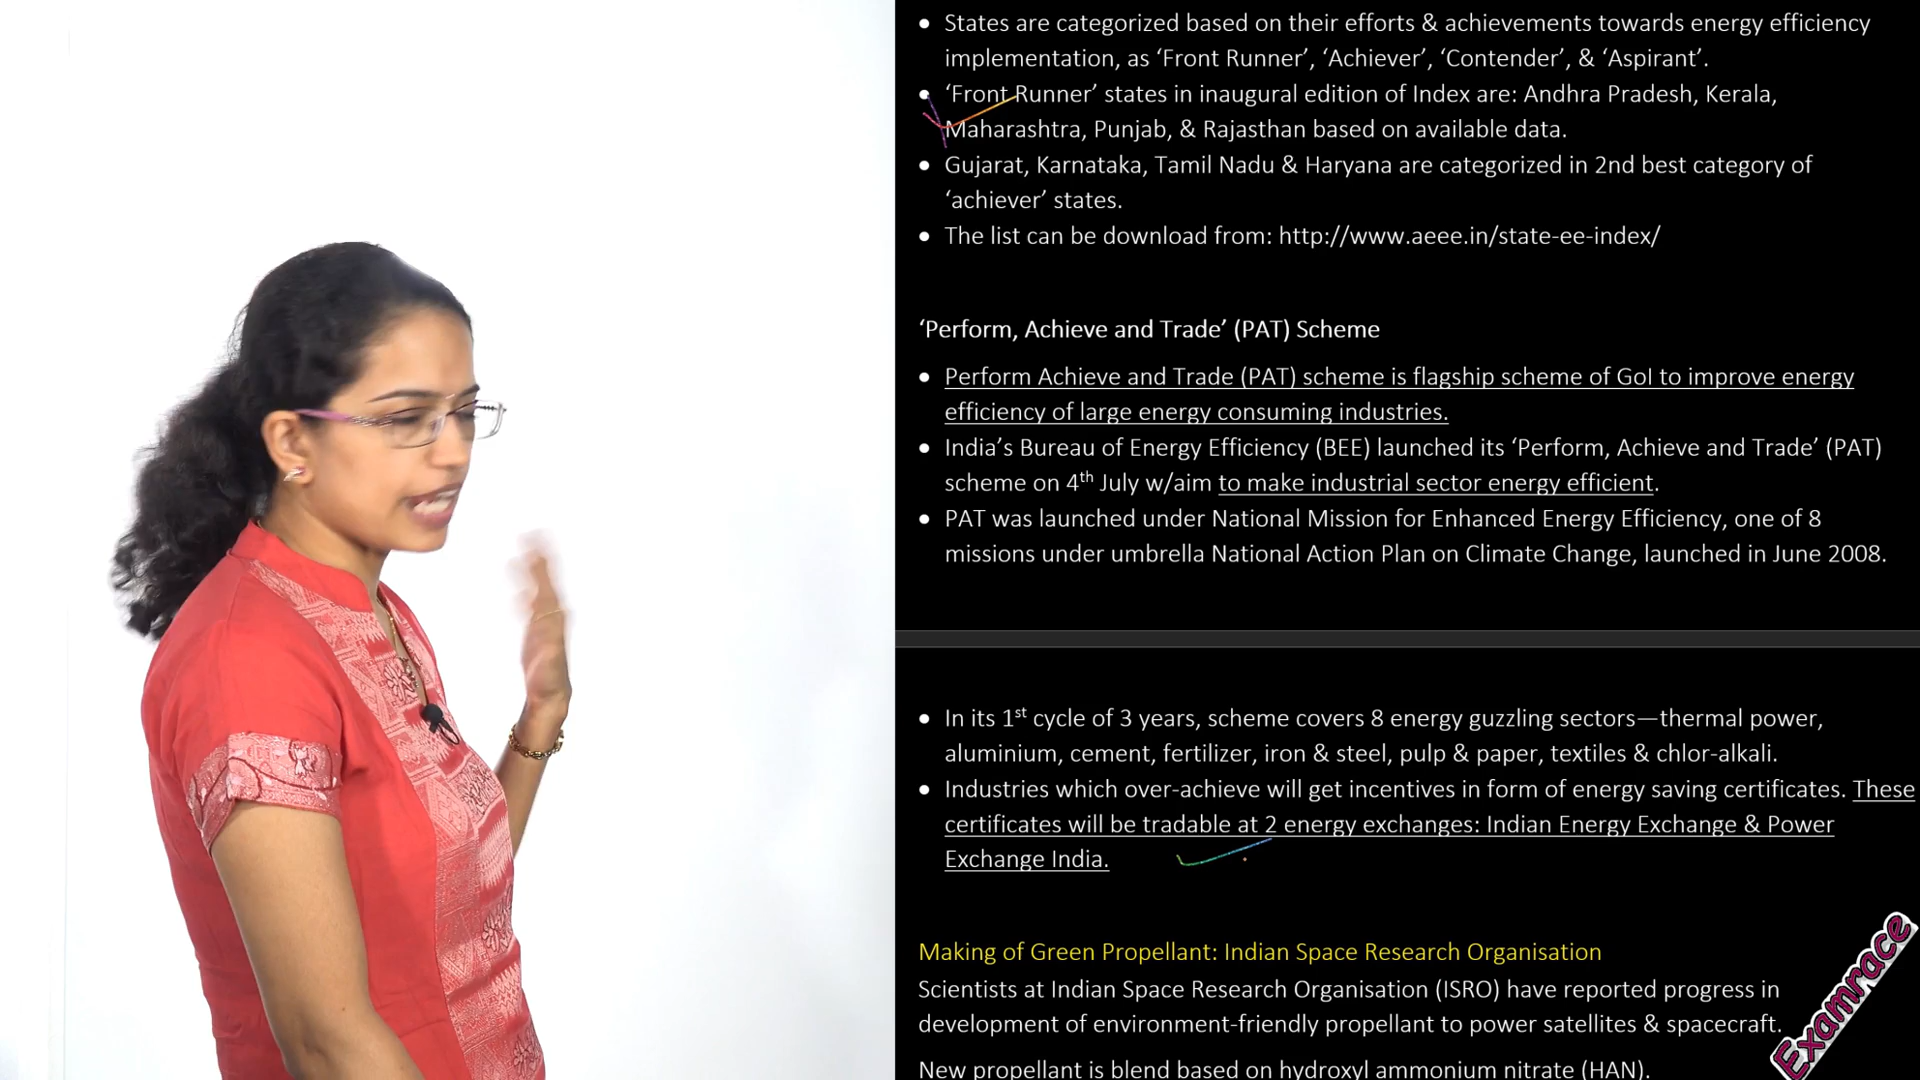 • States are categorized based on their efforts & achievements towards energy efficiency
implementation, as ‘Front Runner’, ‘Achiever’, ‘Contender’, & ‘Aspirant’.
• ‘Front Runner’ states in inaugural edition of Index are: Andhra Pradesh, Kerala,
Maharashtra, Punjab, & Rajasthan based on available data.
• Gujarat, Karnataka, Tamil Nadu & Haryana are categorized in 2nd best category of
‘achiever’ states.
• The list can be download from: http://www.aeee.in/state-ee-index/
‘Perform, Achieve and Trade’ (PAT) Scheme
• Perform Achieve and Trade (PAT) scheme is flagship scheme of GoI to improve energy
efficiency of large energy consuming industries.
• India’s Bureau of Energy Efficiency (BEE) launched its ‘Perform, Achieve and Trade’ (PAT)
scheme on 4th July w/aim to make industrial sector energy efficient.
• PAT was launched under National Mission for Enhanced Energy Efficiency, one of 8
missions under umbrella National Action Plan on Climate Change, launched in June 2008.
• In its 1st cycle of 3 years, scheme covers 8 energy guzzling sectors—thermal power,
aluminium, cement, fertilizer, iron & steel, pulp & paper, textiles & chlor-alkali.
• Industries which over-achieve will get incentives in form of energy saving certificates. These
certificates will be tradable at 2 energy exchanges: Indian Energy Exchange & Power
Exchange India.
Making of Green Propellant: Indian Space Research Organisation
Scientists at Indian Space Research Organisation (ISRO) have reported progress in
development of environment-friendly propellant to power satellites & spacecraft.
New propellant is blend based on hydroxyl ammonium nitrate (HAN).
Examrace